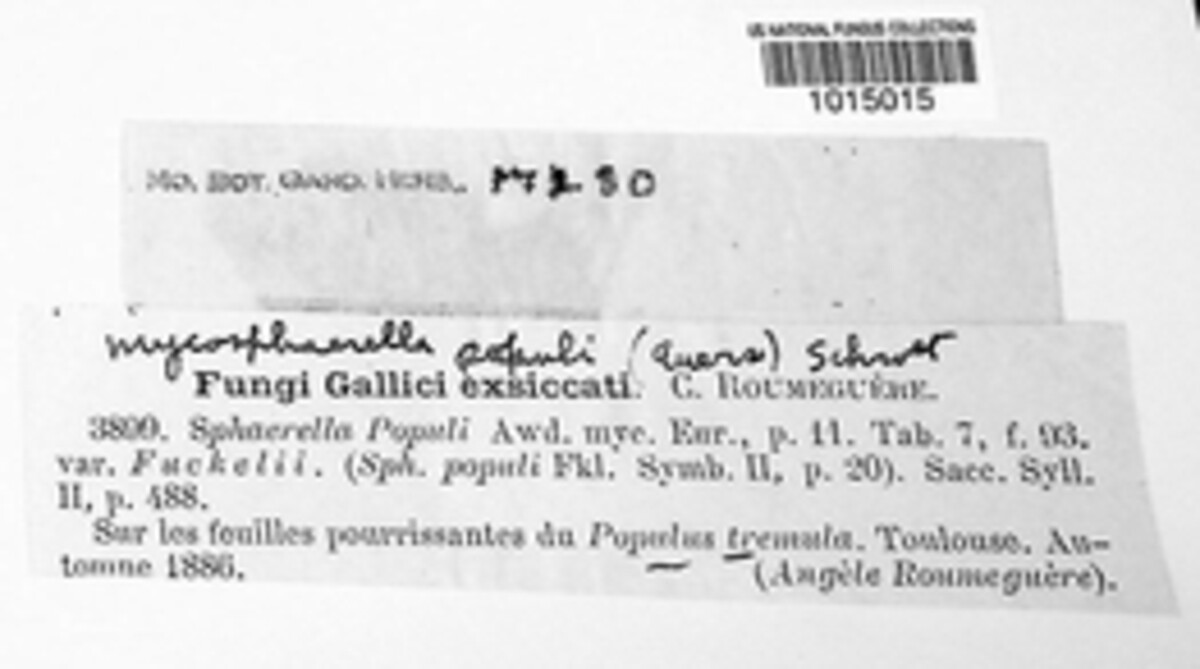 US NATIONAL FUNGUS COLLECTIONS
1015015
MO. BOT. GARD. HERB.
Mycosphaerella populi (Auers) Schroet
Fungi Gallici exsiccati. C. ROUMEGUÈRE.
3899. Sphaerella Populi Awd. myc. Eur., p. 11. Tab. 7, f. 93.
var. Fuckelii. (Sph. populi Fkl. Symb. II, p. 20). Sacc. Syll.
II, p. 488.
Sur les feuilles pourrissantes du Populus tremula. Toulouse. Au-
tomne 1886. (Angèle Roumeguère).